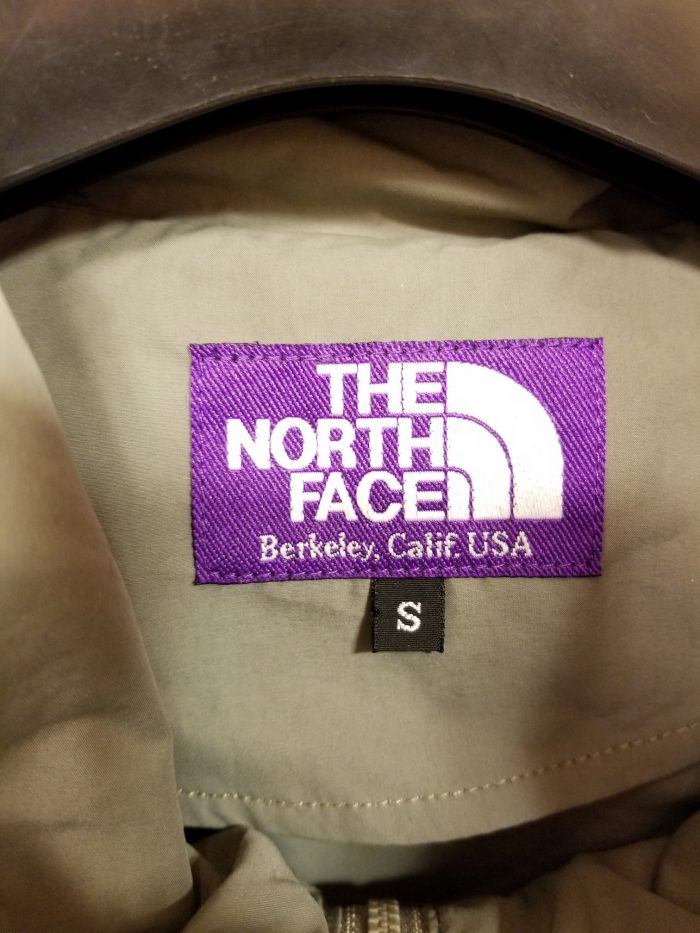 THE
NORTH
FACE
Berkeley, Calif. USA
S